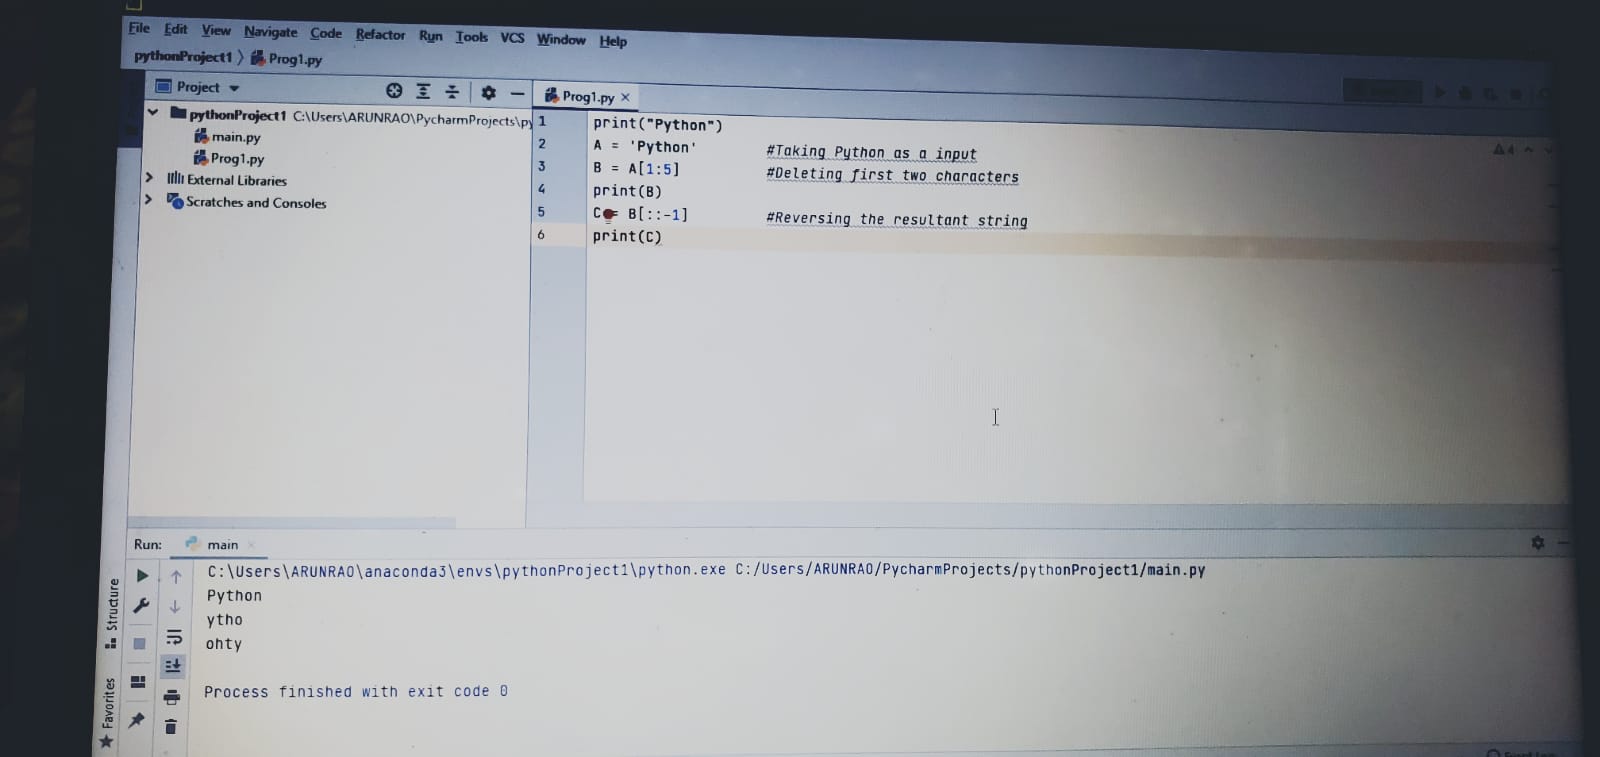 File Edit View Navigate Code Refactor Run Tools VCS Window Help
pythonProject1 〉 Prog1.py
Project
Prog1.py ×
pythonProject1 C:\Users\ARUNRAO\PycharmProjects\py
main.py
Prog1.py
External Libraries
Scratches and Consoles
1 print("Python")
2 A = 'Python' #Taking Python as a input
3 B = A[1:5] #Deleting first two characters
4 print(B)
5 C = B[::-1] #Reversing the resultant string
6 print(C)
4
Run: main ×
C:\Users\ARUNRAO\anaconda3\envs\pythonProject1\python.exe C:/Users/ARUNRAO/PycharmProjects/pythonProject1/main.py
Python
ytho
ohty
Process finished with exit code 0
Structure
Favorites